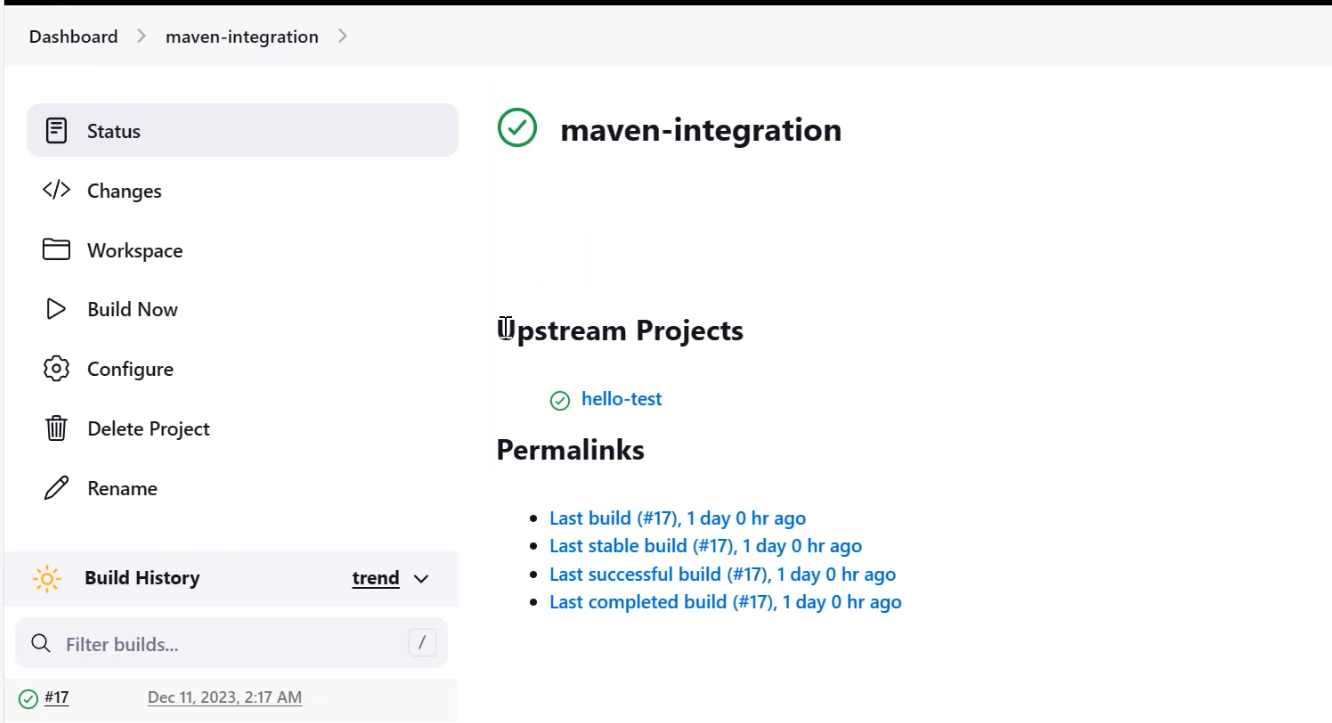 Dashboard > maven-integration >
Status
Changes
Workspace
Build Now
Configure
Delete Project
Rename
Build History trend
Filter builds... /
#17 Dec 11, 2023, 2:17 AM
maven-integration
Upstream Projects
hello-test
Permalinks
• Last build (#17), 1 day 0 hr ago
• Last stable build (#17), 1 day 0 hr ago
• Last successful build (#17), 1 day 0 hr ago
• Last completed build (#17), 1 day 0 hr ago